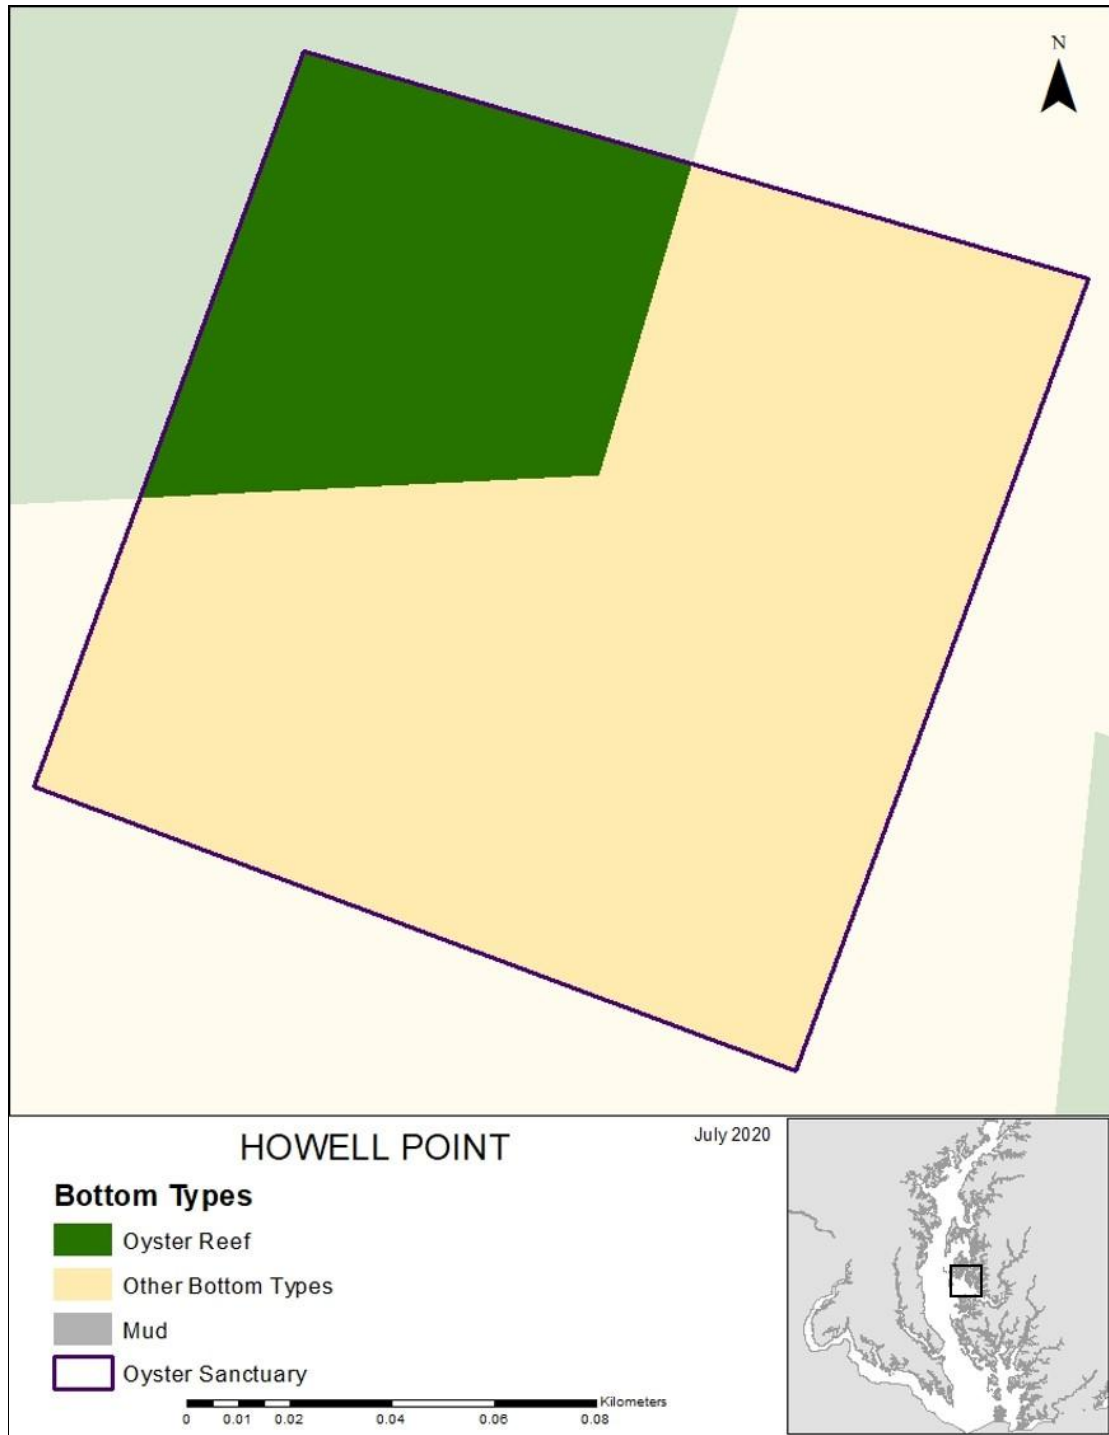 N
HOWELL POINT
July 2020
Bottom Types
Oyster Reef
Other Bottom Types
Mud
Oyster Sanctuary
Kilometers
0 0.01 0.02 0.04 0.06 0.08